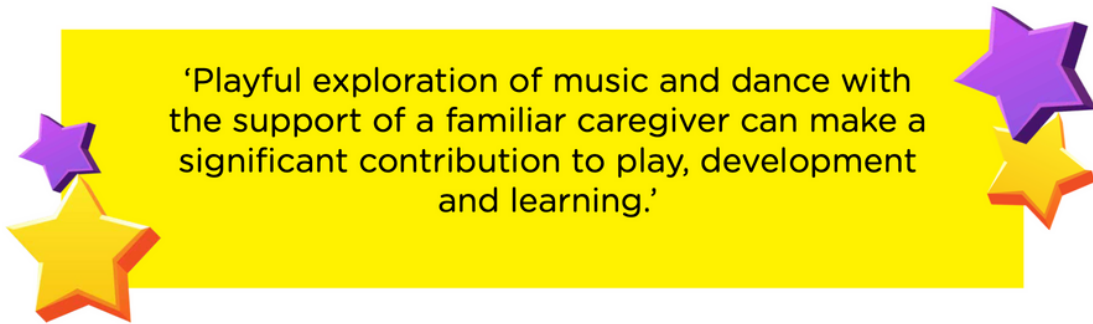 ‘Playful exploration of music and dance with
the support of a familiar caregiver can make a
significant contribution to play, development
and learning.’